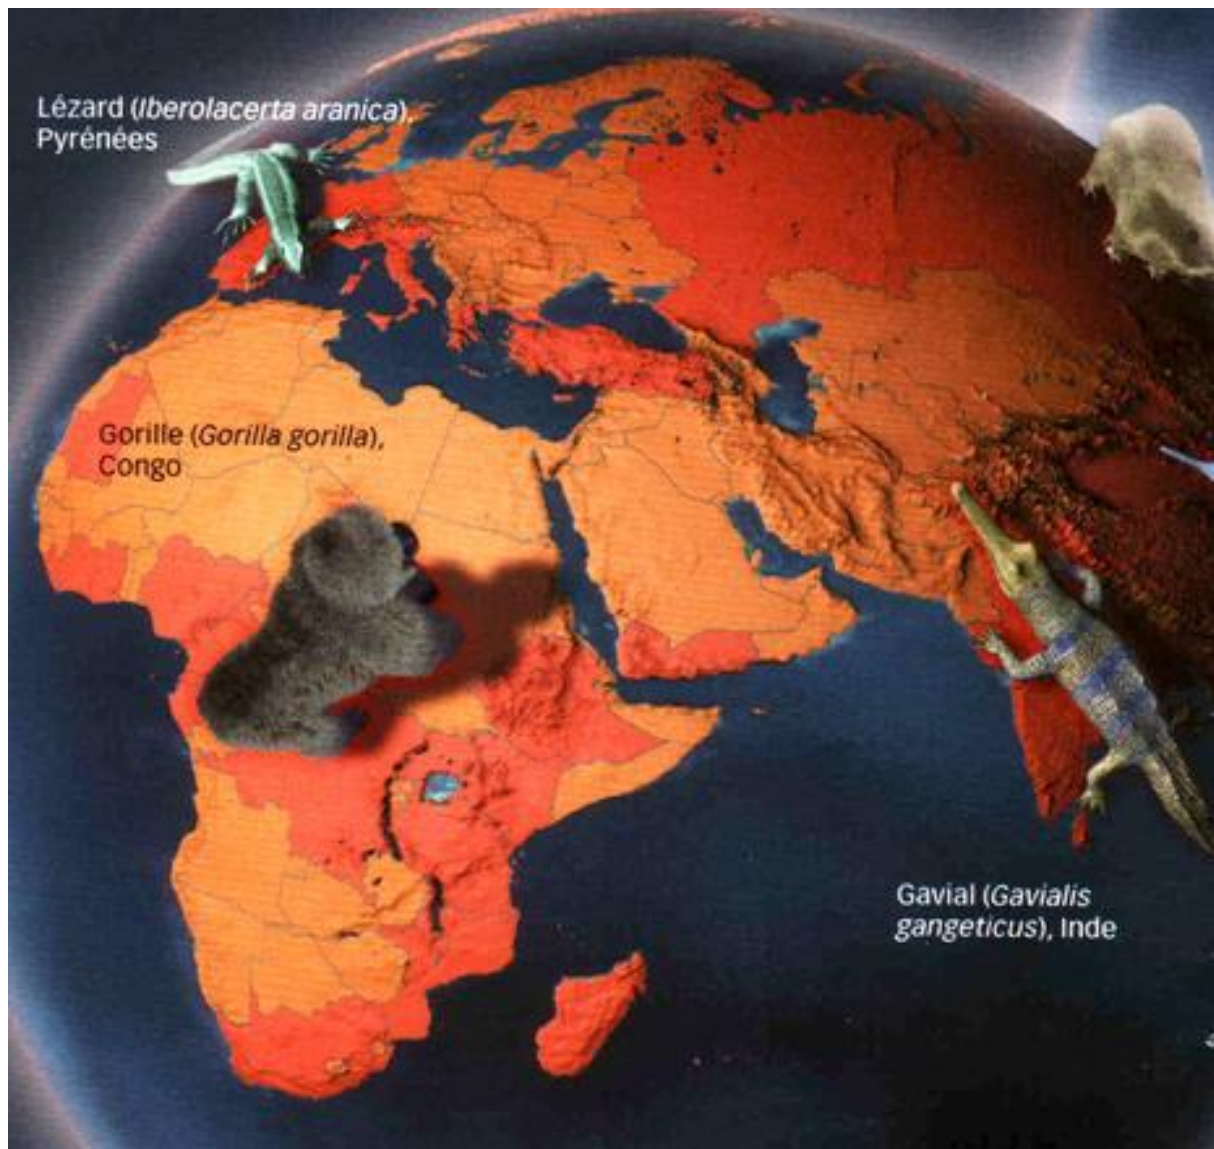 Lézard (Iberolacerta aranica),
Pyrénées
Gorille (Gorilla gorilla),
Congo
Gavial (Gavialis
gangeticus), Inde